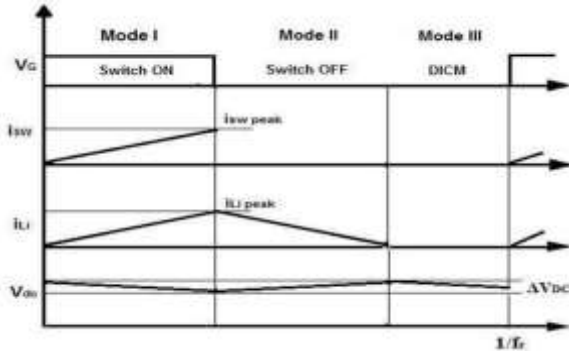 Mode I Mode II Mode III
VG Switch ON Switch OFF DICM
isw peak
isw
iLi peak
iLi
Vdc ΔVDC
1/fs